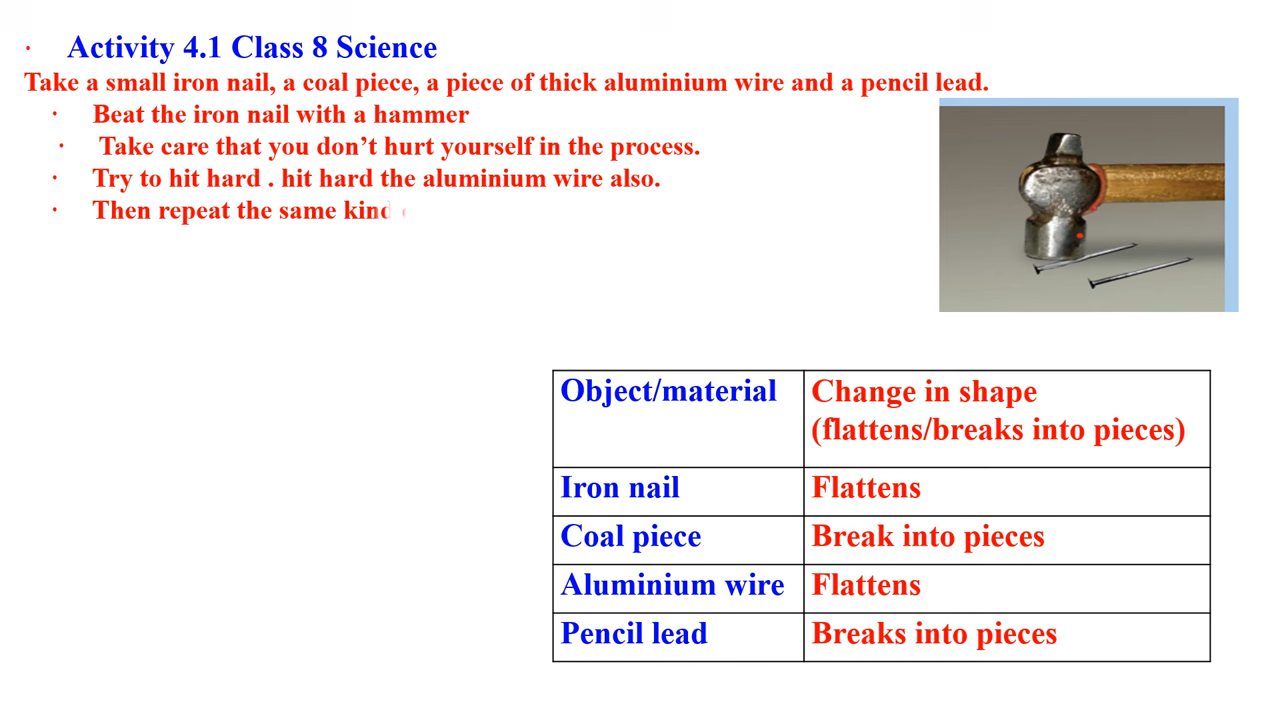 · Activity 4.1 Class 8 Science
Take a small iron nail, a coal piece, a piece of thick aluminium wire and a pencil lead.
· Beat the iron nail with a hammer
· Take care that you don’t hurt yourself in the process.
· Try to hit hard . hit hard the aluminium wire also.
· Then repeat the same kind
Object/material Change in shape
(flattens/breaks into pieces)
Iron nail Flattens
Coal piece Break into pieces
Aluminium wire Flattens
Pencil lead Breaks into pieces